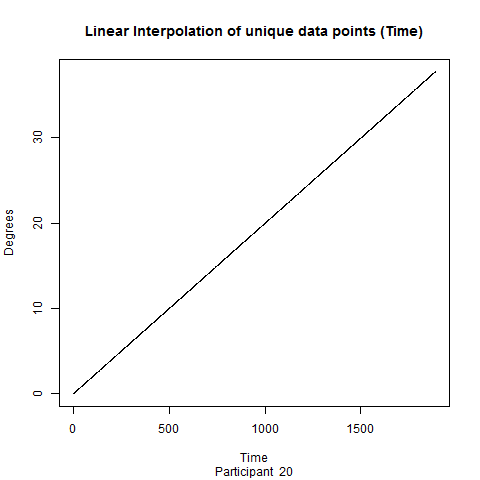 Linear Interpolation of unique data points (Time)
Degrees
30
20
10
0
0 500 1000 1500
Time
Participant 20